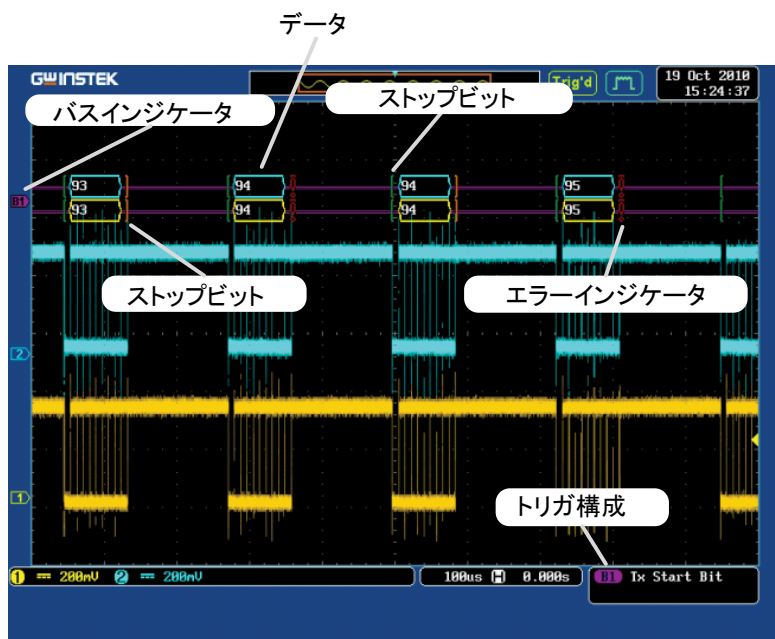 データ
GWINSTEK
Trig'd
19 Oct 2010
15:24:37
バスインジケータ
ストップビット
93
94
94
95
B1
93
94
94
95
ストップビット
エラーインジケータ
2
1
トリガ構成
1 200mV 2 200mV
100us H 0.000s
B1 Tx Start Bit